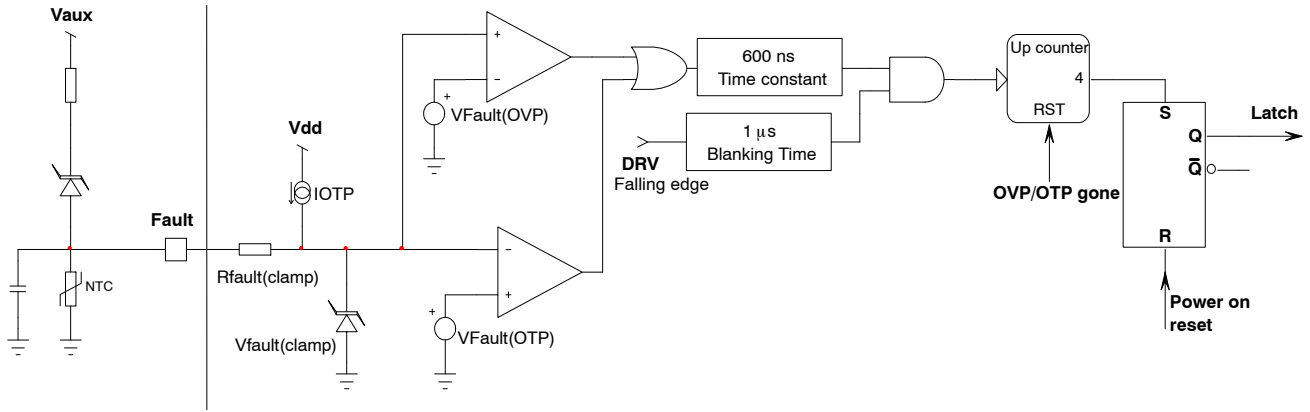 Vaux
Fault
NTC
Rfault(clamp)
Vdd
IOTP
Vfault(clamp)
+
−
+
VFault(OVP)
−
+
+
VFault(OTP)
600 ns
Time constant
1 μs
Blanking Time
DRV
Falling edge
Up counter
4
RST
OVP/OTP gone
S
Q
Q̅
R
Latch
Power on
reset